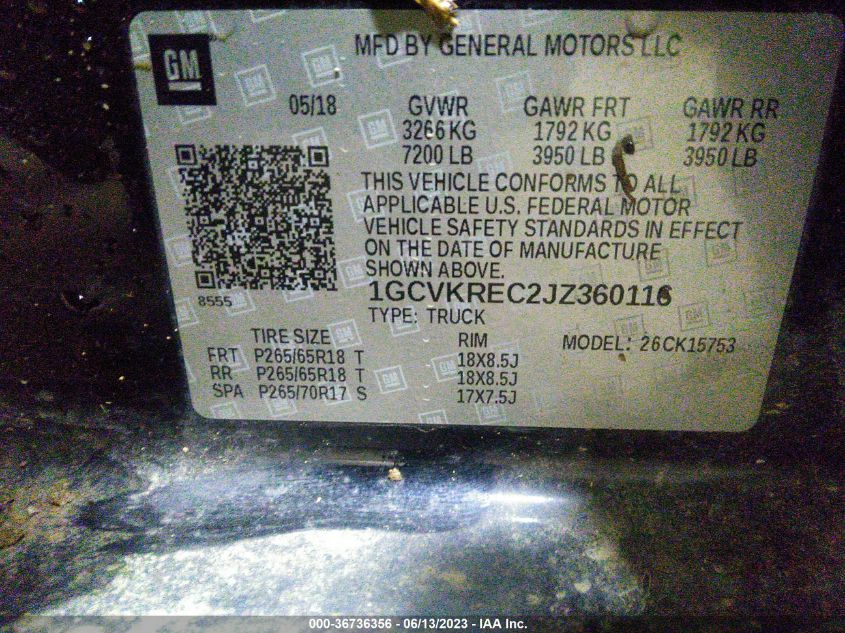 GM
MFD BY GENERAL MOTORS LLC
05/18 GVWR GAWR FRT GAWR RR
3266 KG 1792 KG 1792 KG
7200 LB 3950 LB 3950 LB
THIS VEHICLE CONFORMS TO ALL
APPLICABLE U.S. FEDERAL MOTOR
VEHICLE SAFETY STANDARDS IN EFFECT
ON THE DATE OF MANUFACTURE
SHOWN ABOVE.
8555
1GCVKREC2JZ360116
TYPE: TRUCK
TIRE SIZE RIM MODEL: 26CK15753
FRT P265/65R18 T 18X8.5J
RR P265/65R18 T 18X8.5J
SPA P265/70R17 S 17X7.5J
000-36736356 - 06/13/2023 - IAA Inc.